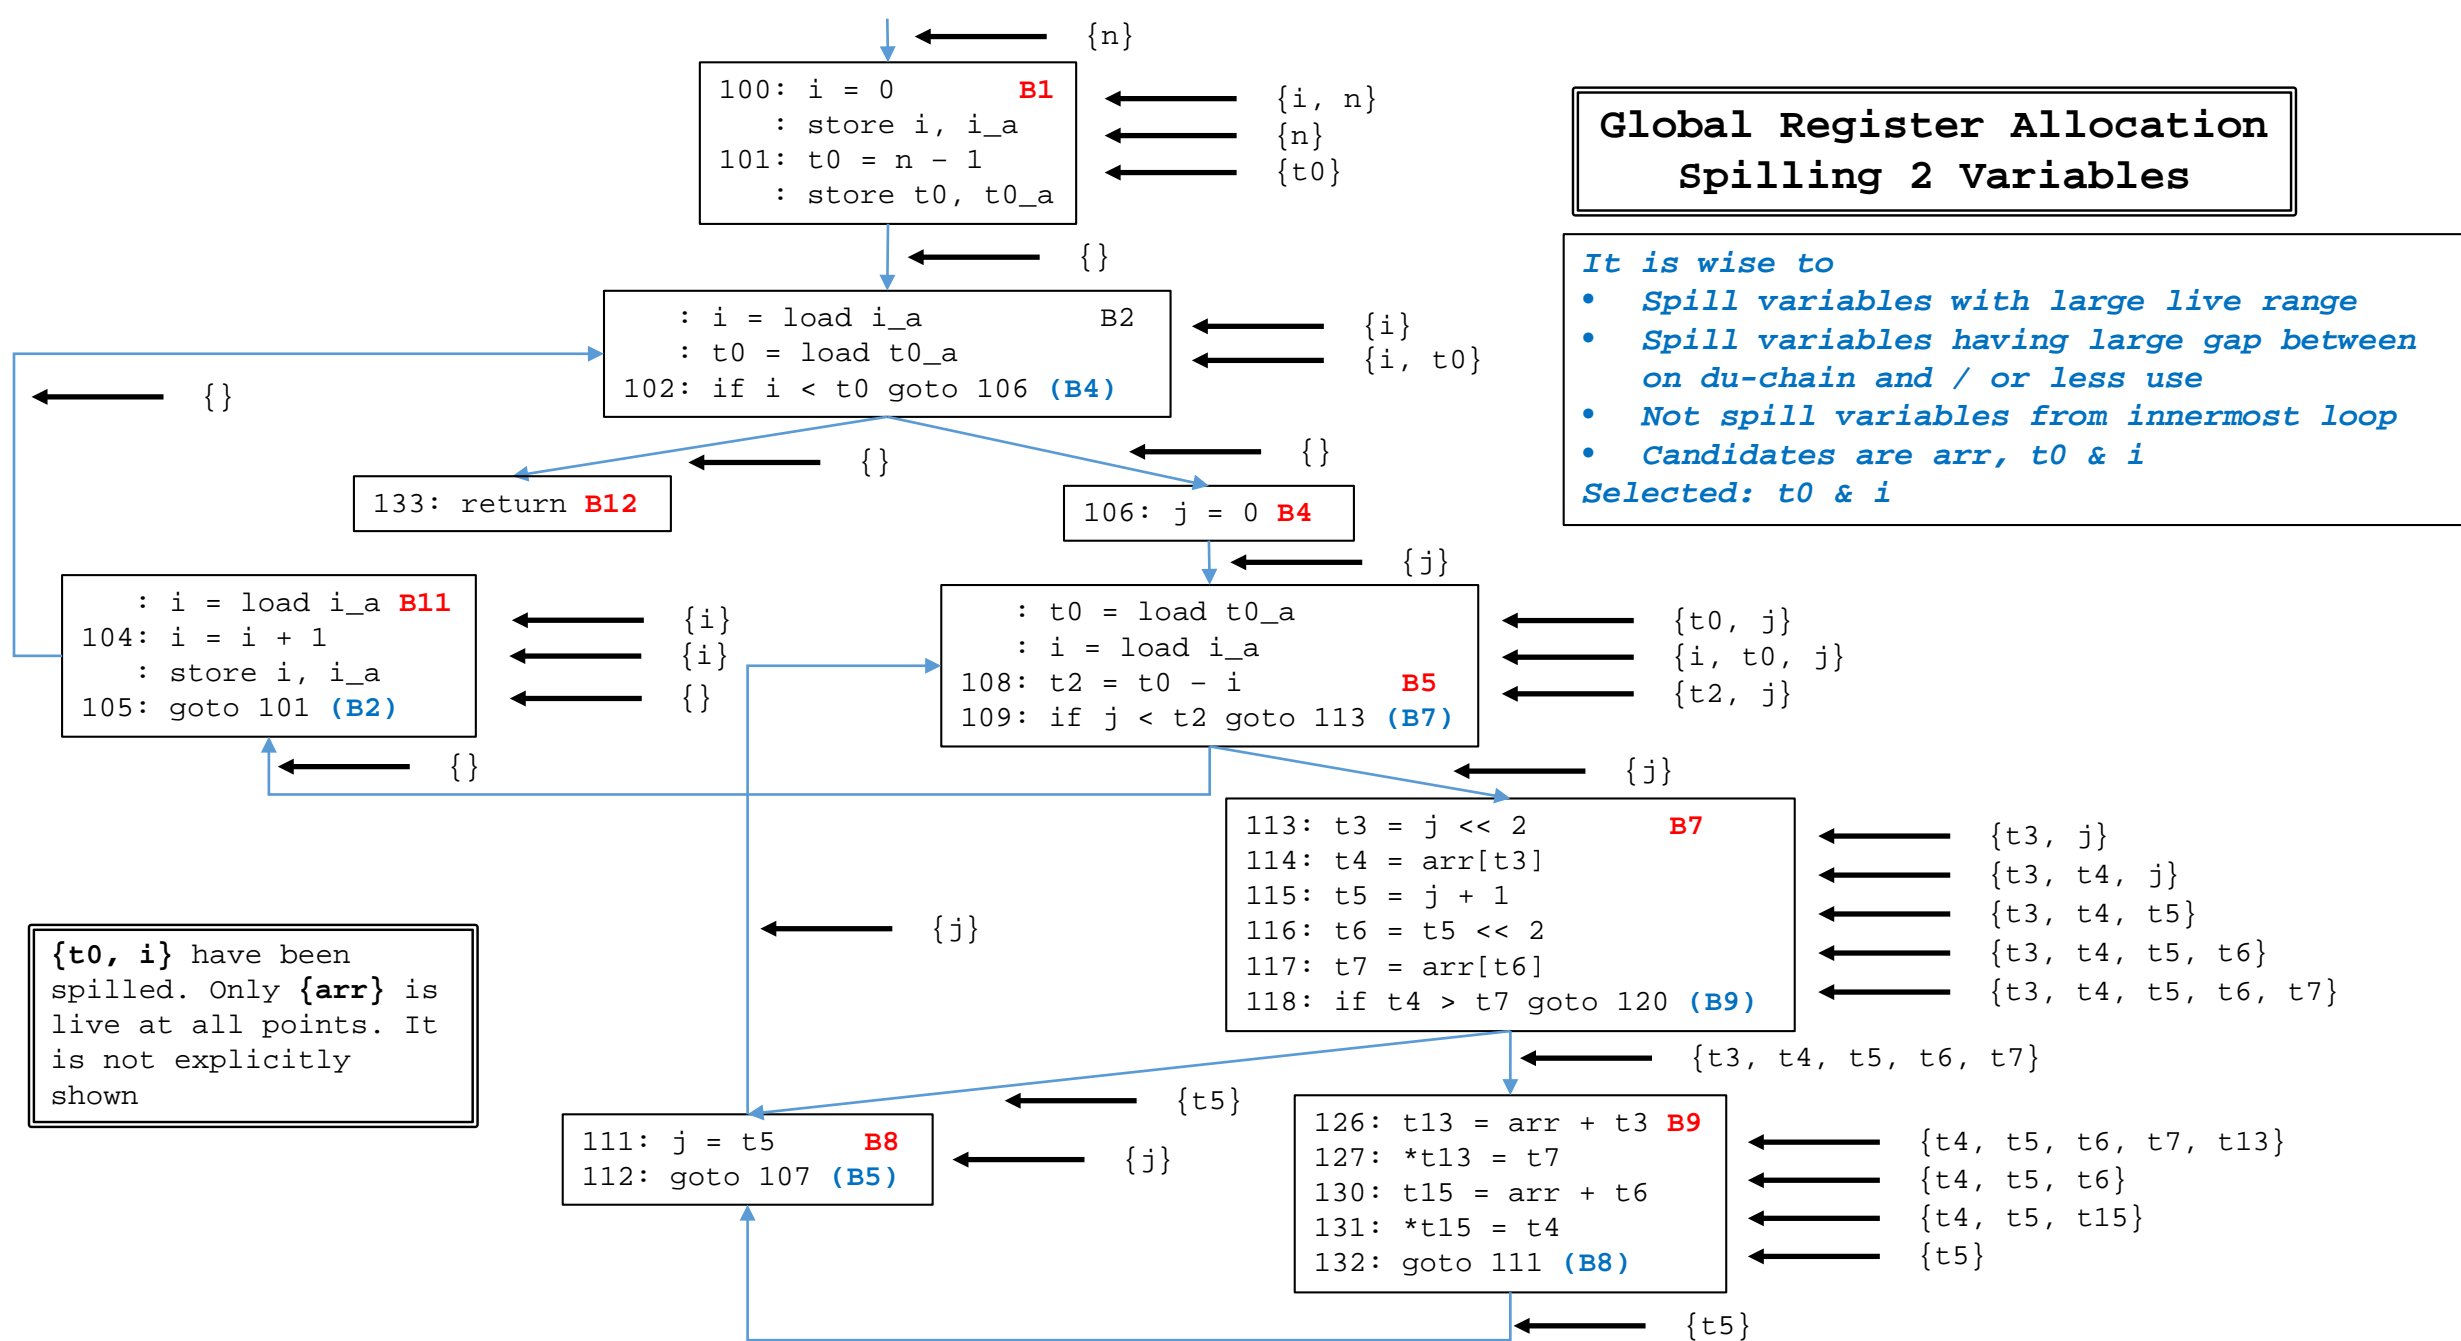 {n}
100: i = 0 B1
: store i, i_a
101: t0 = n – 1
: store t0, t0_a
{i, n}
{n}
{t0}
Global Register Allocation
Spilling 2 Variables
{}
It is wise to
• Spill variables with large live range
• Spill variables having large gap between
on du-chain and / or less use
• Not spill variables from innermost loop
• Candidates are arr, t0 & i
Selected: t0 & i
: i = load i_a B2
: t0 = load t0_a
102: if i < t0 goto 106 (B4)
{i}
{i, t0}
{}
{}
{}
133: return B12
106: j = 0 B4
{j}
: i = load i_a B11
104: i = i + 1
: store i, i_a
105: goto 101 (B2)
{i}
{i}
{}
: t0 = load t0_a
: i = load i_a
108: t2 = t0 – i B5
109: if j < t2 goto 113 (B7)
{t0, j}
{i, t0, j}
{t2, j}
{}
{j}
113: t3 = j << 2 B7
114: t4 = arr[t3]
115: t5 = j + 1
116: t6 = t5 << 2
117: t7 = arr[t6]
118: if t4 > t7 goto 120 (B9)
{t3, j}
{t3, t4, j}
{t3, t4, t5}
{t3, t4, t5, t6}
{t3, t4, t5, t6, t7}
{j}
{t0, i} have been
spilled. Only {arr} is
live at all points. It
is not explicitly
shown
{t3, t4, t5, t6, t7}
{t5}
111: j = t5 B8
112: goto 107 (B5)
{j}
126: t13 = arr + t3 B9
127: *t13 = t7
130: t15 = arr + t6
131: *t15 = t4
132: goto 111 (B8)
{t4, t5, t6, t7, t13}
{t4, t5, t6}
{t4, t5, t15}
{t5}
{t5}